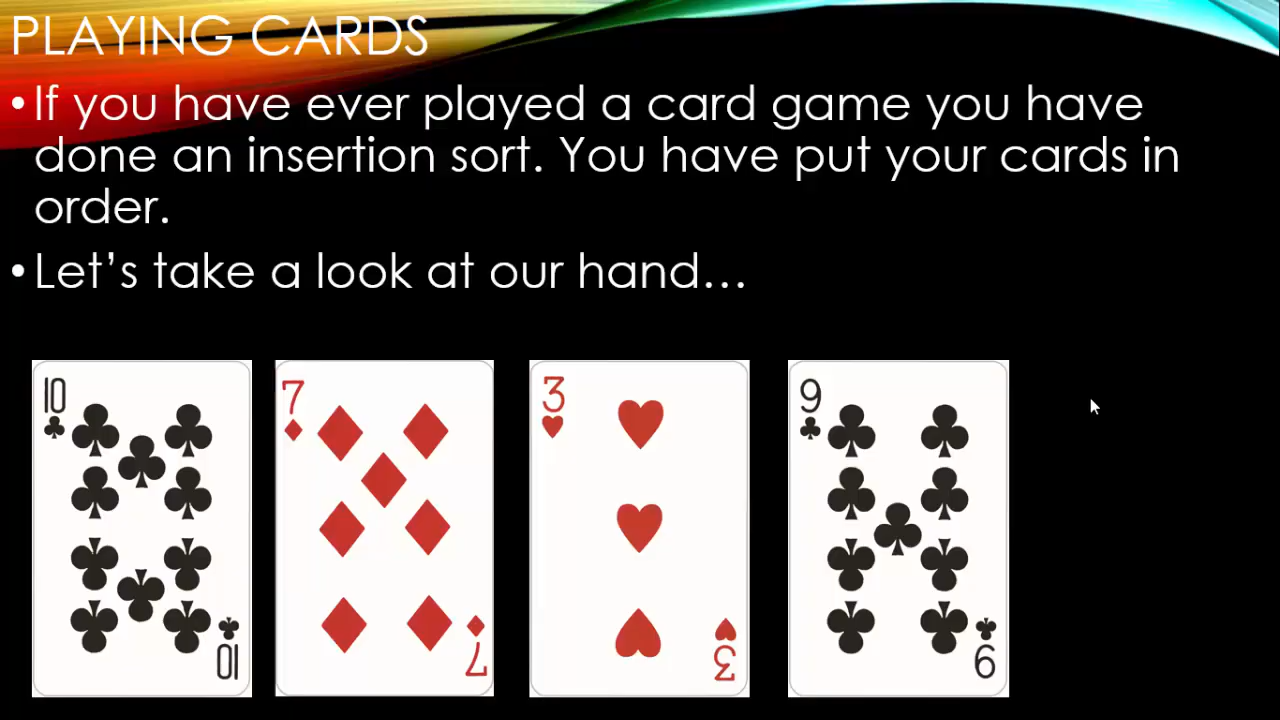 PLAYING CARDS
•If you have ever played a card game you have
done an insertion sort. You have put your cards in
order.
•Let’s take a look at our hand…
10 7 3 9
10 7 3 9